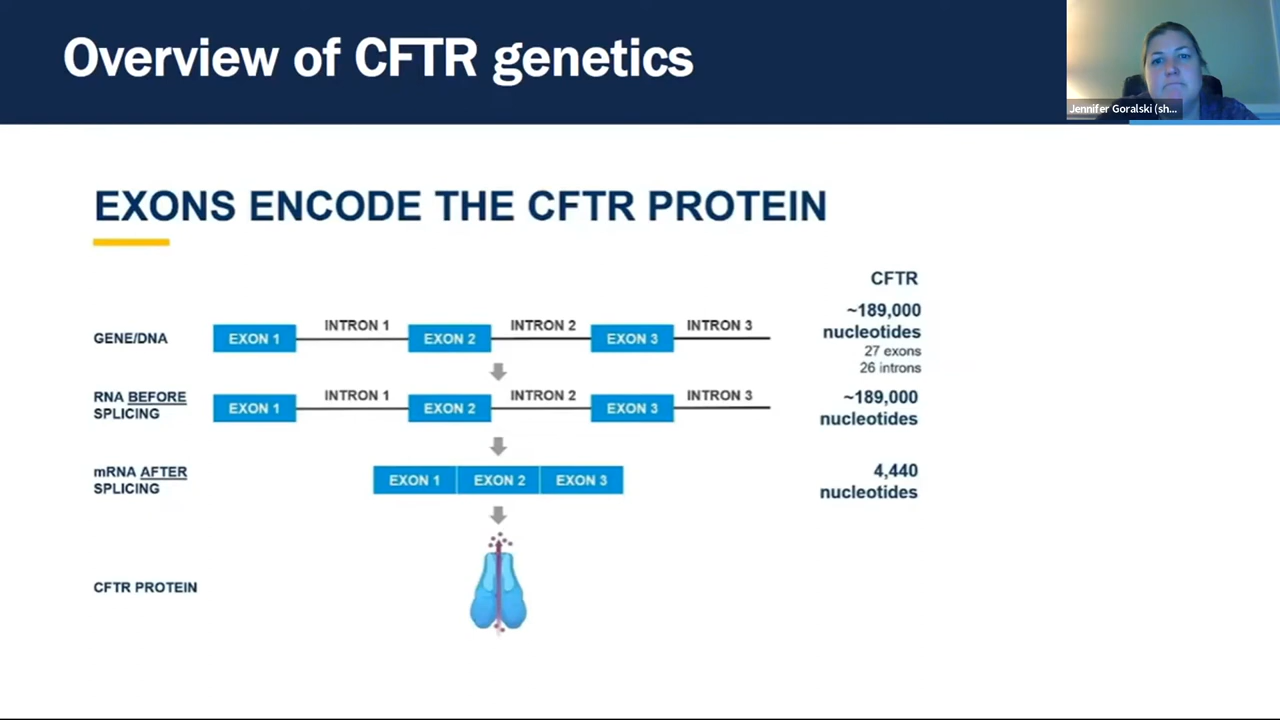 Overview of CFTR genetics
Jennifer Goralski (sh...
EXONS ENCODE THE CFTR PROTEIN
CFTR
GENE/DNA
EXON 1
INTRON 1
EXON 2
INTRON 2
EXON 3
INTRON 3
~189,000
nucleotides
27 exons
26 introns
RNA BEFORE
SPLICING
EXON 1
INTRON 1
EXON 2
INTRON 2
EXON 3
INTRON 3
~189,000
nucleotides
mRNA AFTER
SPLICING
EXON 1
EXON 2
EXON 3
4,440
nucleotides
CFTR PROTEIN